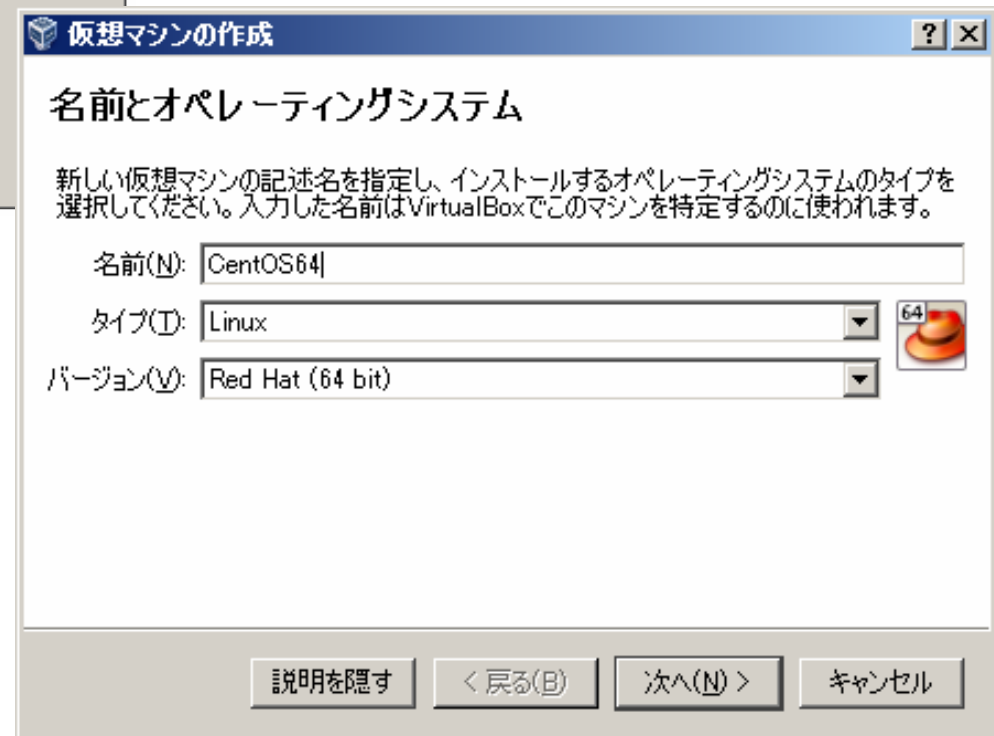 仮想マシンの作成
名前とオペレーティングシステム
新しい仮想マシンの記述名を指定し、インストールするオペレーティングシステムのタイプを
選択してください。入力した名前はVirtualBoxでこのマシンを特定するのに使われます。
名前(N): CentOS64
タイプ(T): Linux
64
バージョン(V): Red Hat (64 bit)
説明を隠す < 戻る(B) 次へ(N) > キャンセル